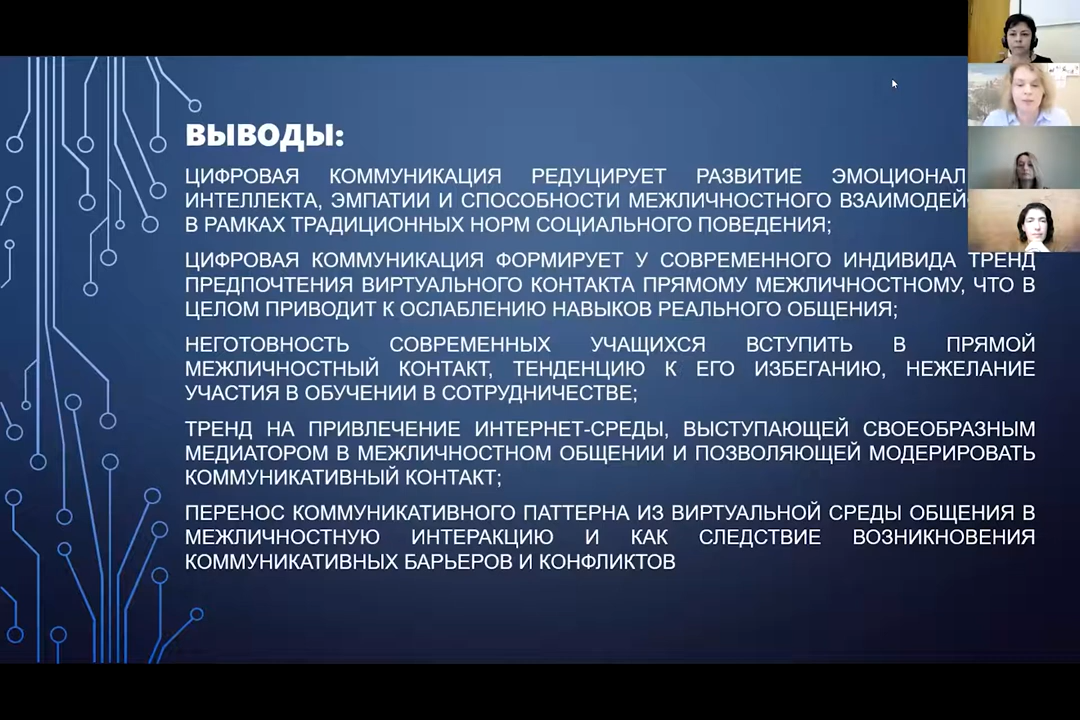 ВЫВОДЫ:
ЦИФРОВАЯ КОММУНИКАЦИЯ РЕДУЦИРУЕТ РАЗВИТИЕ
ИНТЕЛЛЕКТА, ЭМПАТИИ И СПОСОБНОСТИ МЕЖЛИЧНОСТНОГО
В РАМКАХ ТРАДИЦИОННЫХ НОРМ СОЦИАЛЬНОГО ПОВЕДЕНИЯ;
ЦИФРОВАЯ КОММУНИКАЦИЯ ФОРМИРУЕТ У СОВРЕМЕННОГО ИНДИВИДА ТРЕНД
ПРЕДПОЧТЕНИЯ ВИРТУАЛЬНОГО КОНТАКТА ПРЯМОМУ МЕЖЛИЧНОСТНОМУ, ЧТО В
ЦЕЛОМ ПРИВОДИТ К ОСЛАБЛЕНИЮ НАВЫКОВ РЕАЛЬНОГО ОБЩЕНИЯ;
НЕГОТОВНОСТЬ СОВРЕМЕННЫХ УЧАЩИХСЯ ВСТУПИТЬ В ПРЯМОЙ
МЕЖЛИЧНОСТНЫЙ КОНТАКТ, ТЕНДЕНЦИЮ К ЕГО ИЗБЕГАНИЮ, НЕЖЕЛАНИЕ
УЧАСТИЯ В ОБУЧЕНИИ В СОТРУДНИЧЕСТВЕ;
ТРЕНД НА ПРИВЛЕЧЕНИЕ ИНТЕРНЕТ-СРЕДЫ, ВЫСТУПАЮЩЕЙ СВОЕОБРАЗНЫМ
МЕДИАТОРОМ В МЕЖЛИЧНОСТНОМ ОБЩЕНИИ И ПОЗВОЛЯЮЩЕЙ МОДЕРИРОВАТЬ
КОММУНИКАТИВНЫЙ КОНТАКТ;
ПЕРЕНОС КОММУНИКАТИВНОГО ПАТТЕРНА ИЗ ВИРТУАЛЬНОЙ СРЕДЫ ОБЩЕНИЯ В
МЕЖЛИЧНОСТНУЮ ИНТЕРАКЦИЮ И КАК СЛЕДСТВИЕ ВОЗНИКНОВЕНИЯ
КОММУНИКАТИВНЫХ БАРЬЕРОВ И КОНФЛИКТОВ